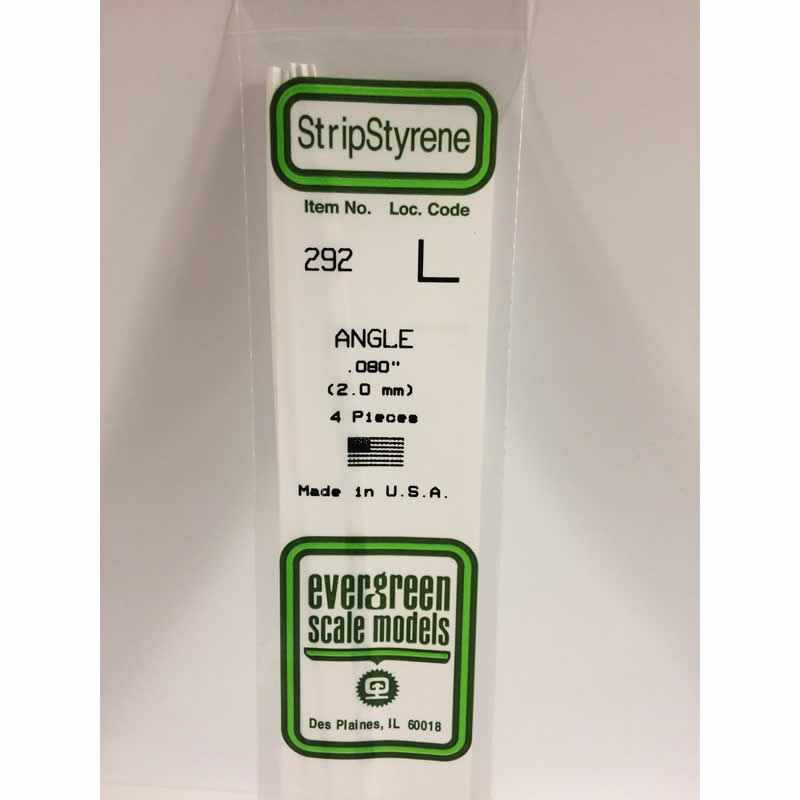 StripStyrene
Item No. Loc. Code
292 L
ANGLE
.080"
(2.0 mm)
4 Pieces
Made in U.S.A.
evergreen
scale models
Des Plaines, IL 60018